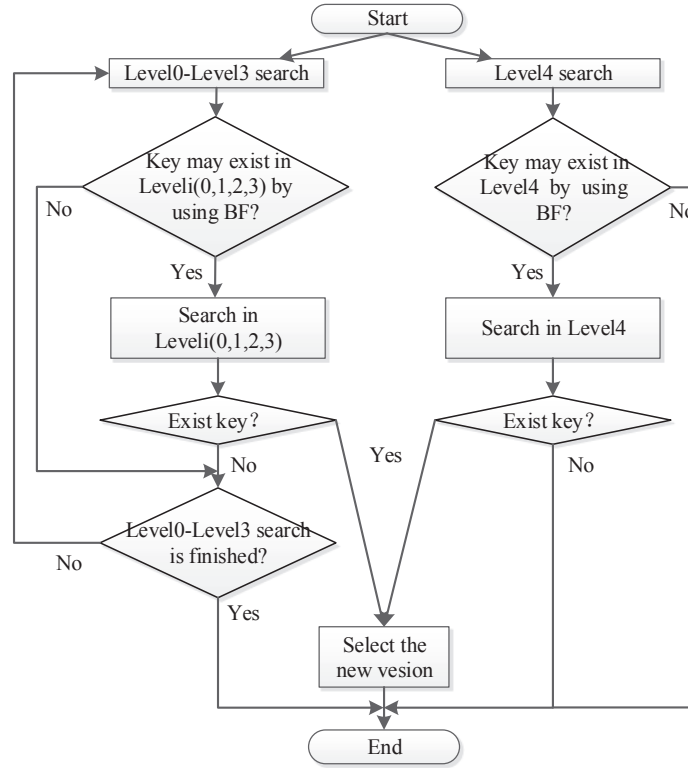 Start
Level0-Level3 search
Level4 search
Key may exist in
Leveli(0,1,2,3) by
using BF?
Key may exist in
Level4 by using
BF?
No
No
Yes
Yes
Search in
Leveli(0,1,2,3)
Search in Level4
Exist key?
Exist key?
Yes
No
No
Level0-Level3 search
is finished?
No
Yes
Select the
new vesion
End